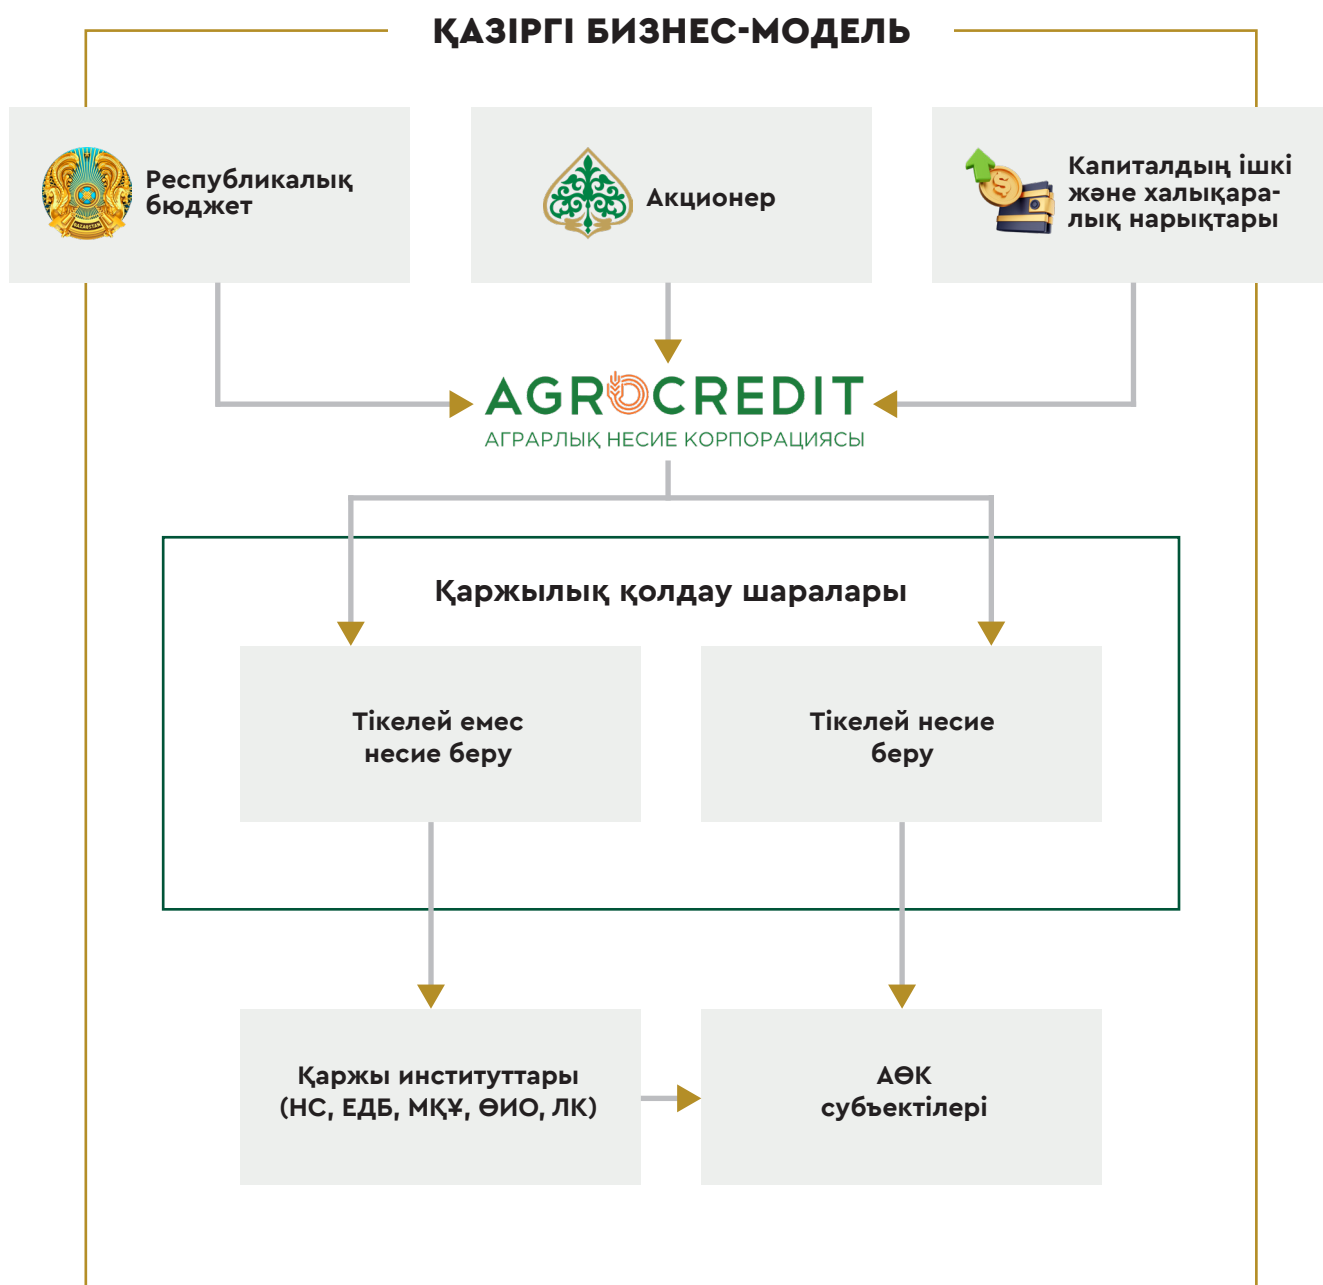 ҚАЗІРГІ БИЗНЕС-МОДЕЛЬ
Республикалық
бюджет
KAZAKHSTAN
Акционер
Капиталдың ішкі
және халықара-
лық нарықтары
AGROCREDIT
АГРАРЛЫҚ НЕСИЕ КОРПОРАЦИЯСЫ
Қаржылық қолдау шаралары
Тікелей емес
несие беру
Тікелей несие
беру
Қаржы институттары
(НС, ЕДБ, МҚҰ, ӨИО, ЛК)
АӨК
субъектілері